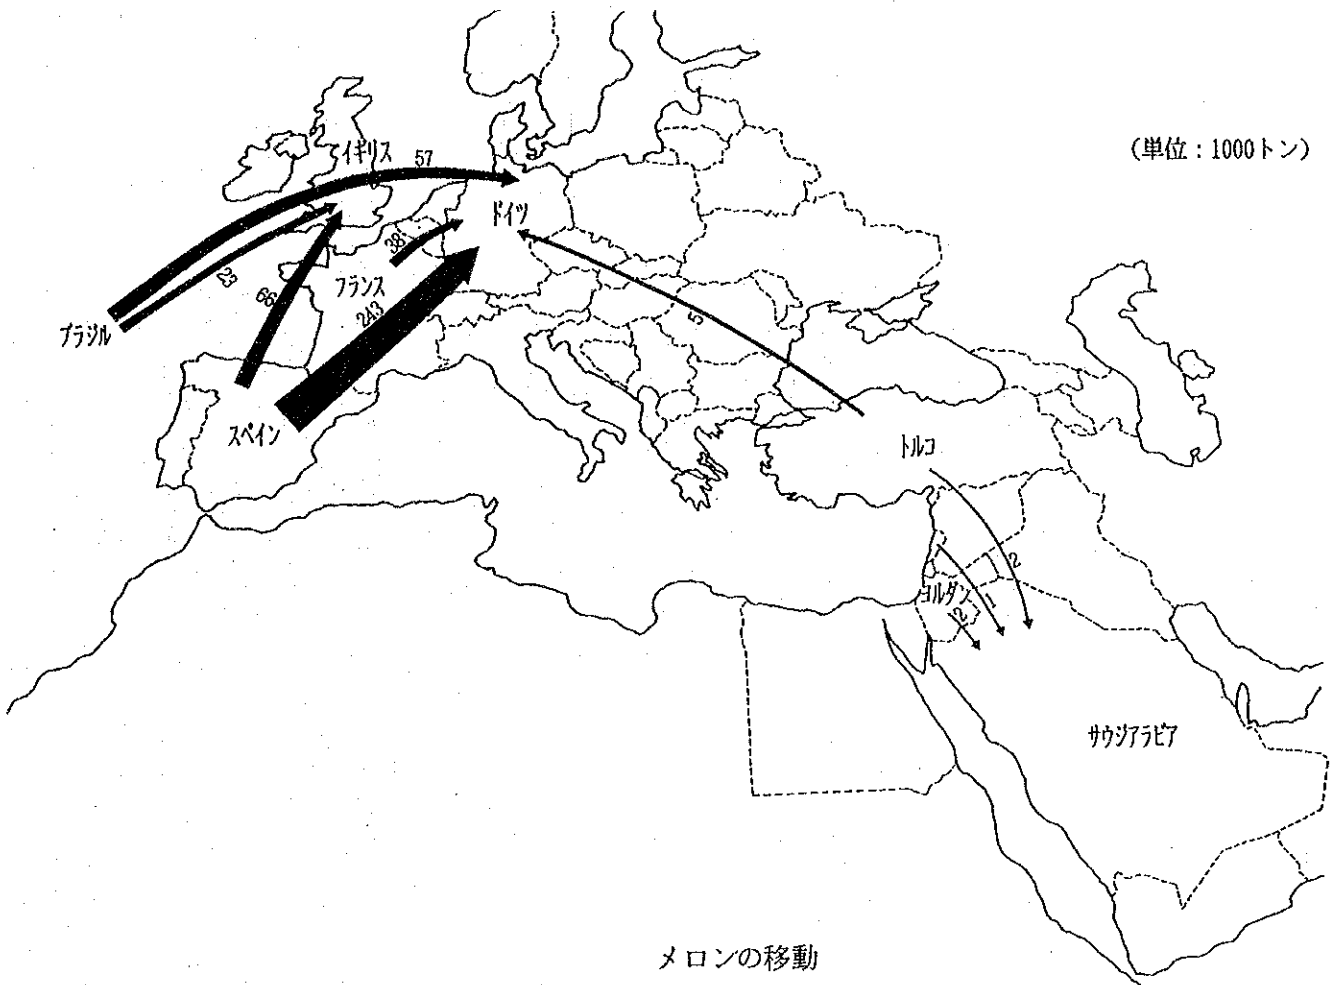 (単位：1000トン)
イギリス
57
ドイツ
38
23
66
フランス
243
ブラジル
5
スペイン
トルコ
2
ヨルダン
1
2
サウジアラビア
メロンの移動